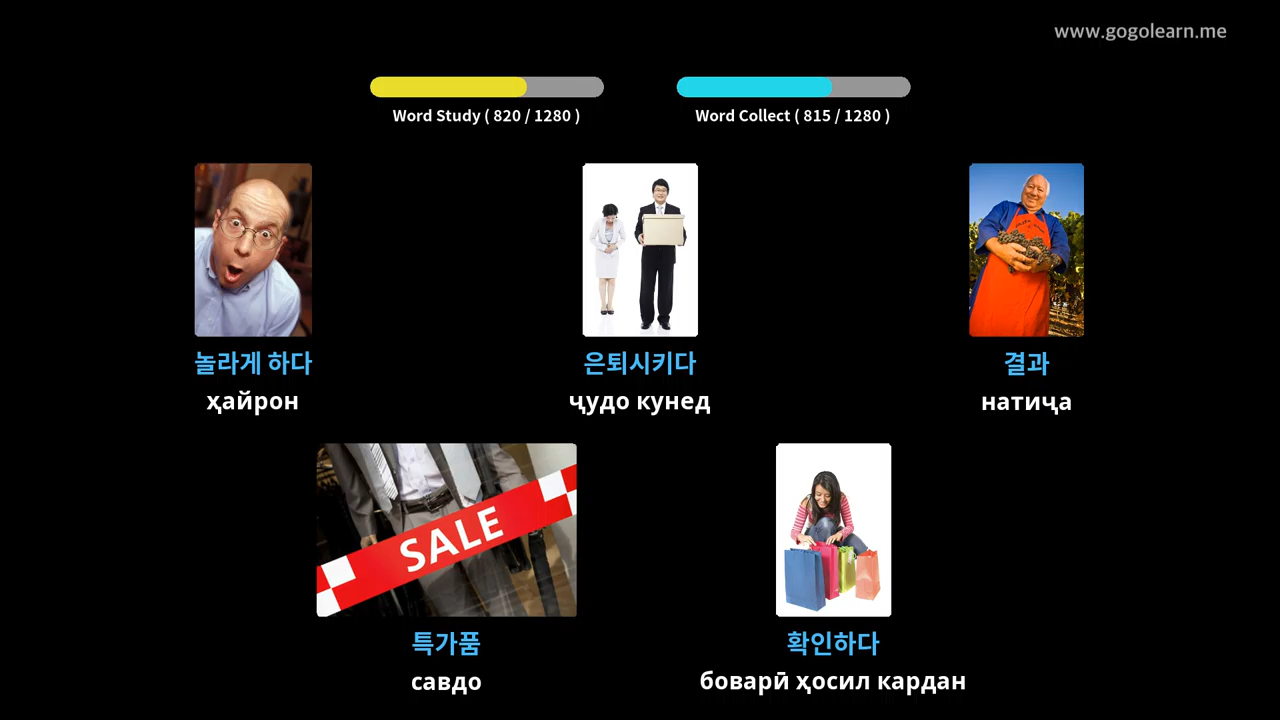 www.gogolearn.me
Word Study ( 820 / 1280 )
Word Collect ( 815 / 1280 )
놀라게 하다
ҳайрон
은퇴시키다
ҷудо кунед
결과
натиҷа
SALE
특가품
савдо
확인하다
боварӣ ҳосил кардан